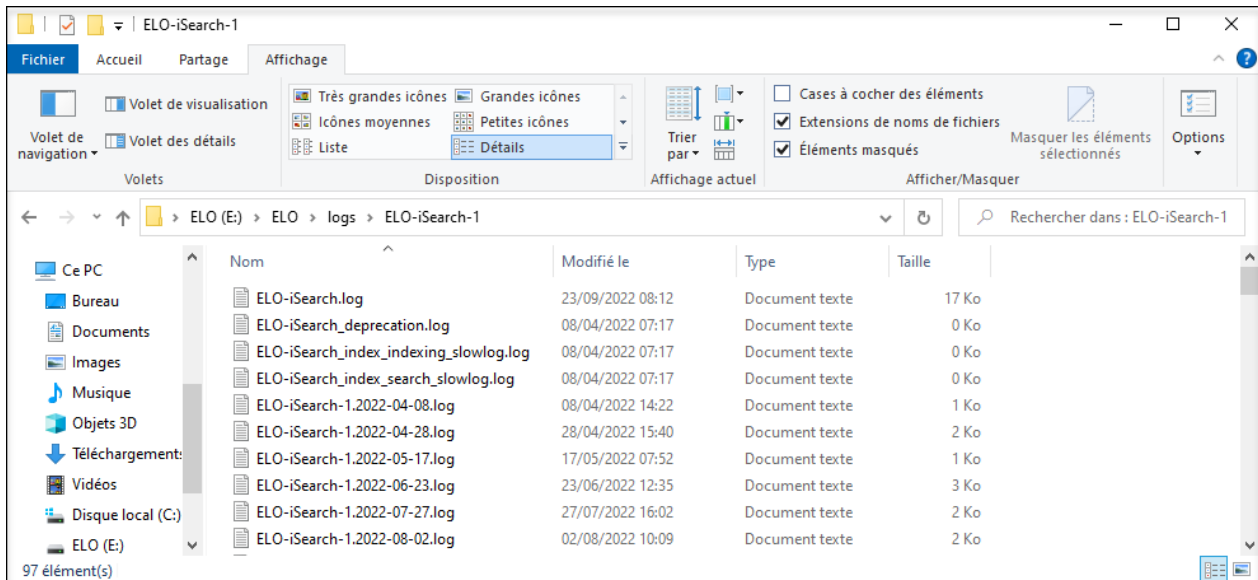 ELO-iSearch-1
Fichier Accueil Partage Affichage
Volet de navigation
Volet de visualisation
Volet des détails
Volets
Très grandes icônes Grandes icônes
Icônes moyennes Petites icônes
Liste Détails
Disposition
Trier par
Affichage actuel
Cases à cocher des éléments
Extensions de noms de fichiers
Éléments masqués
Masquer les éléments sélectionnés
Afficher/Masquer
Options
ELO (E:) > ELO > logs > ELO-iSearch-1
Rechercher dans : ELO-iSearch-1
Ce PC
Bureau
Documents
Images
Musique
Objets 3D
Téléchargements
Vidéos
Disque local (C:)
ELO (E:)
Nom Modifié le Type Taille
ELO-iSearch.log 23/09/2022 08:12 Document texte 17 Ko
ELO-iSearch_deprecation.log 08/04/2022 07:17 Document texte 0 Ko
ELO-iSearch_index_indexing_slowlog.log 08/04/2022 07:17 Document texte 0 Ko
ELO-iSearch_index_search_slowlog.log 08/04/2022 07:17 Document texte 0 Ko
ELO-iSearch-1.2022-04-08.log 08/04/2022 14:22 Document texte 1 Ko
ELO-iSearch-1.2022-04-28.log 28/04/2022 15:40 Document texte 2 Ko
ELO-iSearch-1.2022-05-17.log 17/05/2022 07:52 Document texte 1 Ko
ELO-iSearch-1.2022-06-23.log 23/06/2022 12:35 Document texte 3 Ko
ELO-iSearch-1.2022-07-27.log 27/07/2022 16:02 Document texte 2 Ko
ELO-iSearch-1.2022-08-02.log 02/08/2022 10:09 Document texte 2 Ko
97 élément(s)